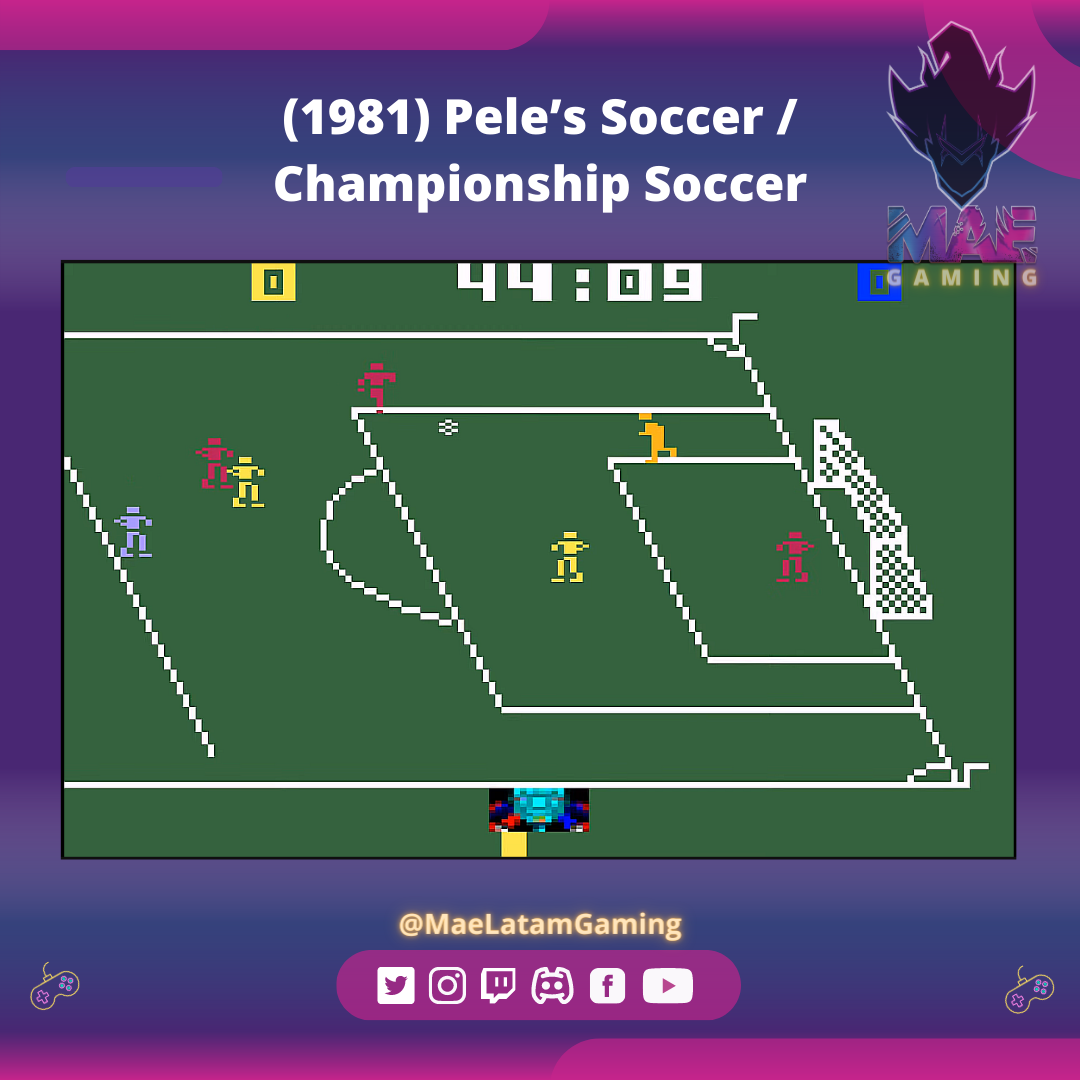 (1981) Pele’s Soccer /
Championship Soccer
MAE
GAMING
0 44:09 0
@MaeLatamGaming